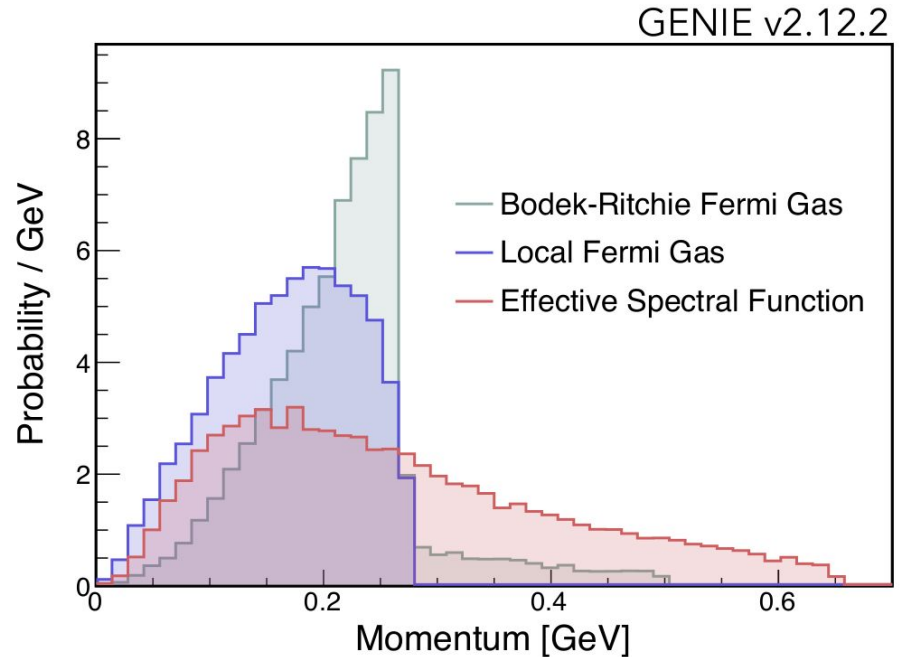 GENIE v2.12.2
Probability / GeV
8
6
4
2
0
Bodek-Ritchie Fermi Gas
Local Fermi Gas
Effective Spectral Function
0 0.2 0.4 0.6
Momentum [GeV]